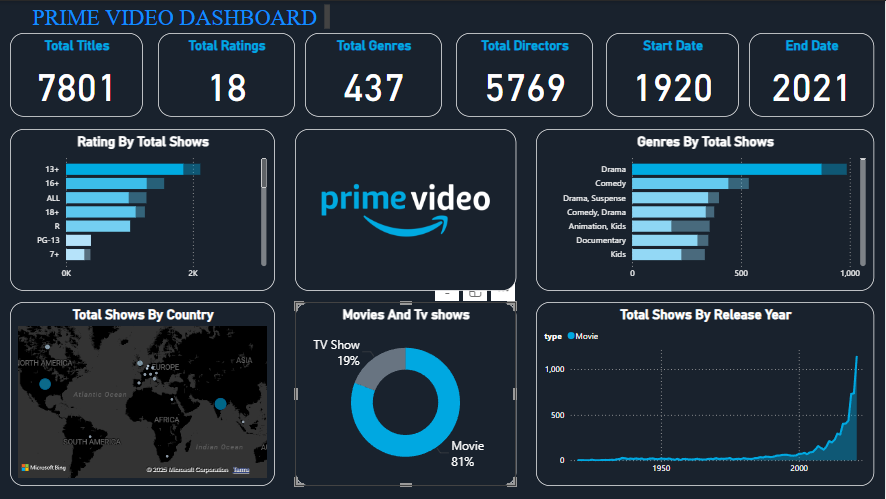 PRIME VIDEO DASHBOARD
Total Titles
7801
Total Ratings
18
Total Genres
437
Total Directors
5769
Start Date
1920
End Date
2021
Rating By Total Shows
13+
16+
ALL
18+
R
PG-13
7+
0K 2K
prime video
Genres By Total Shows
Drama
Comedy
Drama, Suspense
Comedy, Drama
Animation, Kids
Documentary
Kids
0 500 1,000
Total Shows By Country
NORTH AMERICA
EUROPE
ASIA
Atlantic Ocean
AFRICA
SOUTH AMERICA
Indian Ocean
Microsoft Bing
© 2025 Microsoft Corporation Terms
Movies And Tv shows
TV Show
19%
Movie
81%
Total Shows By Release Year
type Movie
1,000
500
0
1950 2000